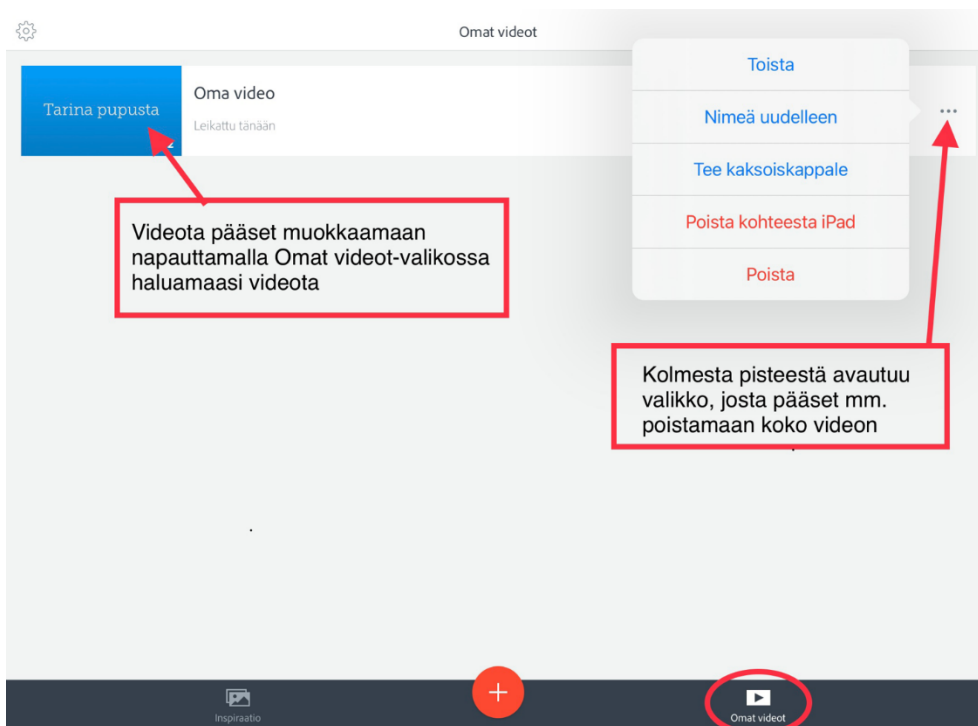 Omat videot
Tarina pupusta
2
Oma video
Leikattu tänään
Toista
Nimeä uudelleen
Tee kaksoiskappale
Poista kohteesta iPad
Poista
Videota pääset muokkaamaan
napauttamalla Omat videot-valikossa
haluamaasi videota
Kolmesta pisteestä avautuu
valikko, josta pääset mm.
poistamaan koko videon
Inspiraatio
Omat videot